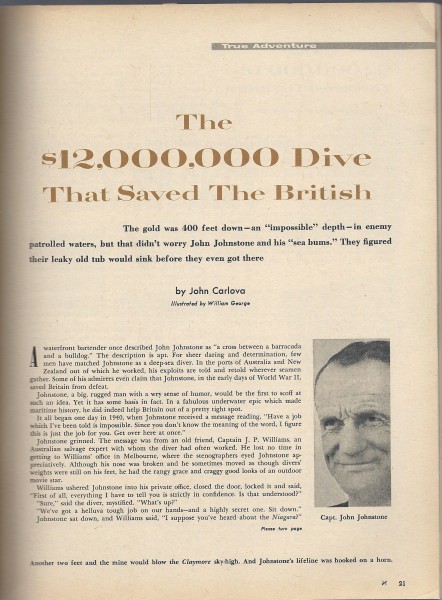 True Adventure
The
$12,000,000 Dive
That Saved The British
The gold was 400 feet down—an "impossible" depth—in enemy
patrolled waters, but that didn't worry John Johnstone and his "sea bums." They figured
their leaky old tub would sink before they even got there
by John Carlova
Illustrated by William George
A waterfront bartender once described John Johnstone as "a cross between a barracuda
and a bulldog." The description is apt. For sheer daring and determination, few
men have matched Johnstone as a deep-sea diver. In the ports of Australia and New
Zealand out of which he worked, his exploits are told and retold wherever seamen
gather. Some of his admirers even claim that Johnstone, in the early days of World War II,
saved Britain from defeat.
Johnstone, a big, rugged man with a wry sense of humor, would be the first to scoff at
such an idea. Yet it has some basis in fact. In a fabulous underwater epic which made
maritime history, he did indeed help Britain out of a pretty tight spot.
It all began one day in 1940, when Johnstone received a message reading, "Have a job
which I've been told is impossible. Since you don't know the meaning of the word, I figure
this is just the job for you. Get over here at once."
Johnstone grinned. The message was from an old friend, Captain J. P. Williams, an
Australian salvage expert with whom the diver had often worked. He lost no time in
getting to Williams' office in Melbourne, where the stenographers eyed Johnstone ap-
preciatively. Although his nose was broken and he sometimes moved as though divers'
weights were still on his feet, he had the rangy grace and craggy good looks of an outdoor
movie star.
Williams ushered Johnstone into his private office, closed the door, locked it and said,
"First of all, everything I have to tell you is strictly in confidence. Is that understood?"
"Sure," said the diver, mystified. "What's up?"
"We've got a helluva tough job on our hands—and a highly secret one. Sit down."
Johnstone sat down, and Williams said, "I suppose you've heard about the Niagara?"
Please turn page
Capt. John Johnstone
Another two feet and the mine would blow the Claymore sky-high. And Johnstone's lifeline was hooked on a horn.
21